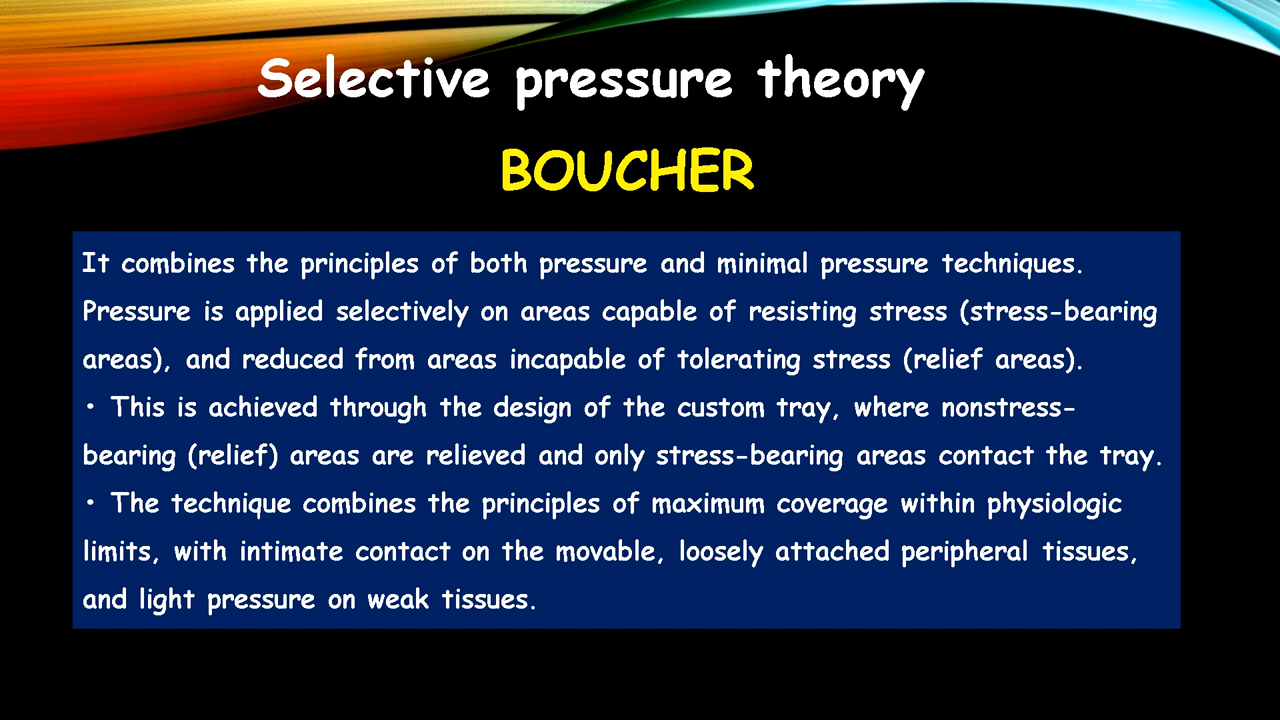 Selective pressure theory
BOUCHER
It combines the principles of both pressure and minimal pressure techniques.
Pressure is applied selectively on areas capable of resisting stress (stress-bearing
areas), and reduced from areas incapable of tolerating stress (relief areas).
• This is achieved through the design of the custom tray, where nonstress-
bearing (relief) areas are relieved and only stress-bearing areas contact the tray.
• The technique combines the principles of maximum coverage within physiologic
limits, with intimate contact on the movable, loosely attached peripheral tissues,
and light pressure on weak tissues.